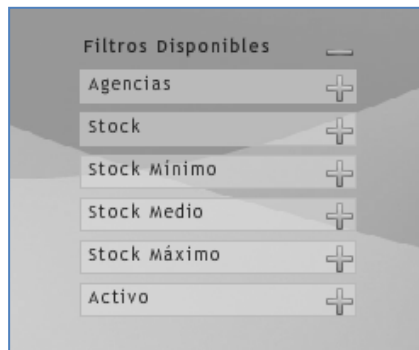 Filtros Disponibles
Agencias
Stock
Stock Mínimo
Stock Medio
Stock Máximo
Activo